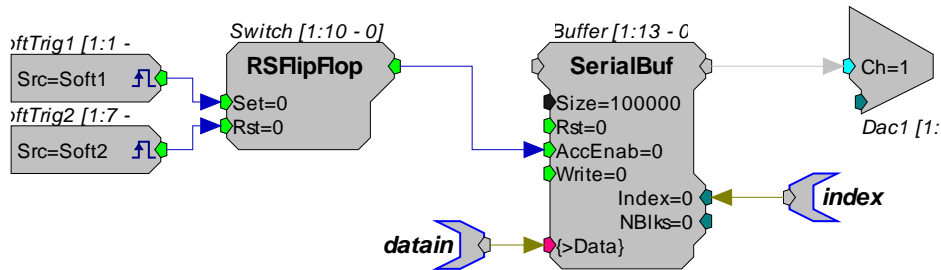 oftTrig1 [1:1 -
Src=Soft1
oftTrig2 [1:7 -
Src=Soft2
Switch [1:10 - 0]
RSFlipFlop
Set=0
Rst=0
Buffer [1:13 - 0
SerialBuf
Size=100000
Rst=0
AccEnab=0
Write=0
Index=0
NBlks=0
{>Data}
datain
index
Ch=1
Dac1 [1: